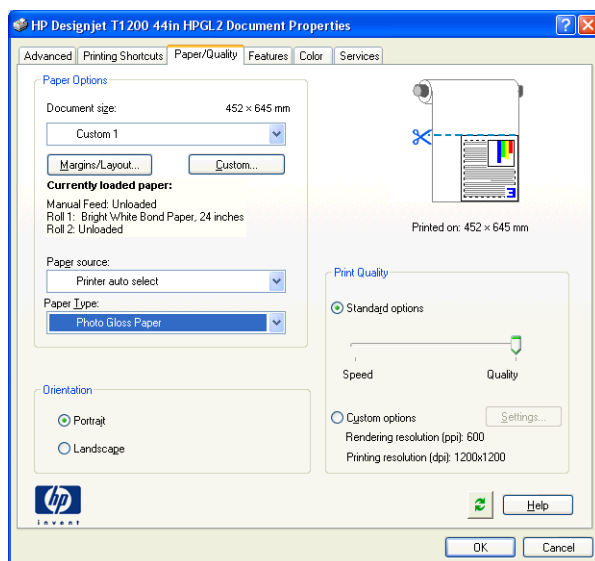 HP Designjet T1200 44in HPGL2 Document Properties
Advanced Printing Shortcuts Paper/Quality Features Color Services
Paper Options
Document size: 452 × 645 mm
Custom 1
Margins/Layout... Custom...
Currently loaded paper:
Manual Feed: Unloaded
Roll 1: Bright White Bond Paper, 24 inches
Roll 2: Unloaded
Paper source:
Printer auto select
Paper Type:
Photo Gloss Paper
Orientation
Portrait
Landscape
3
Printed on: 452 × 645 mm
Print Quality
Standard options
Speed Quality
Custom options Settings...
Rendering resolution (ppi): 600
Printing resolution (dpi): 1200x1200
hp
invent
Help
OK Cancel